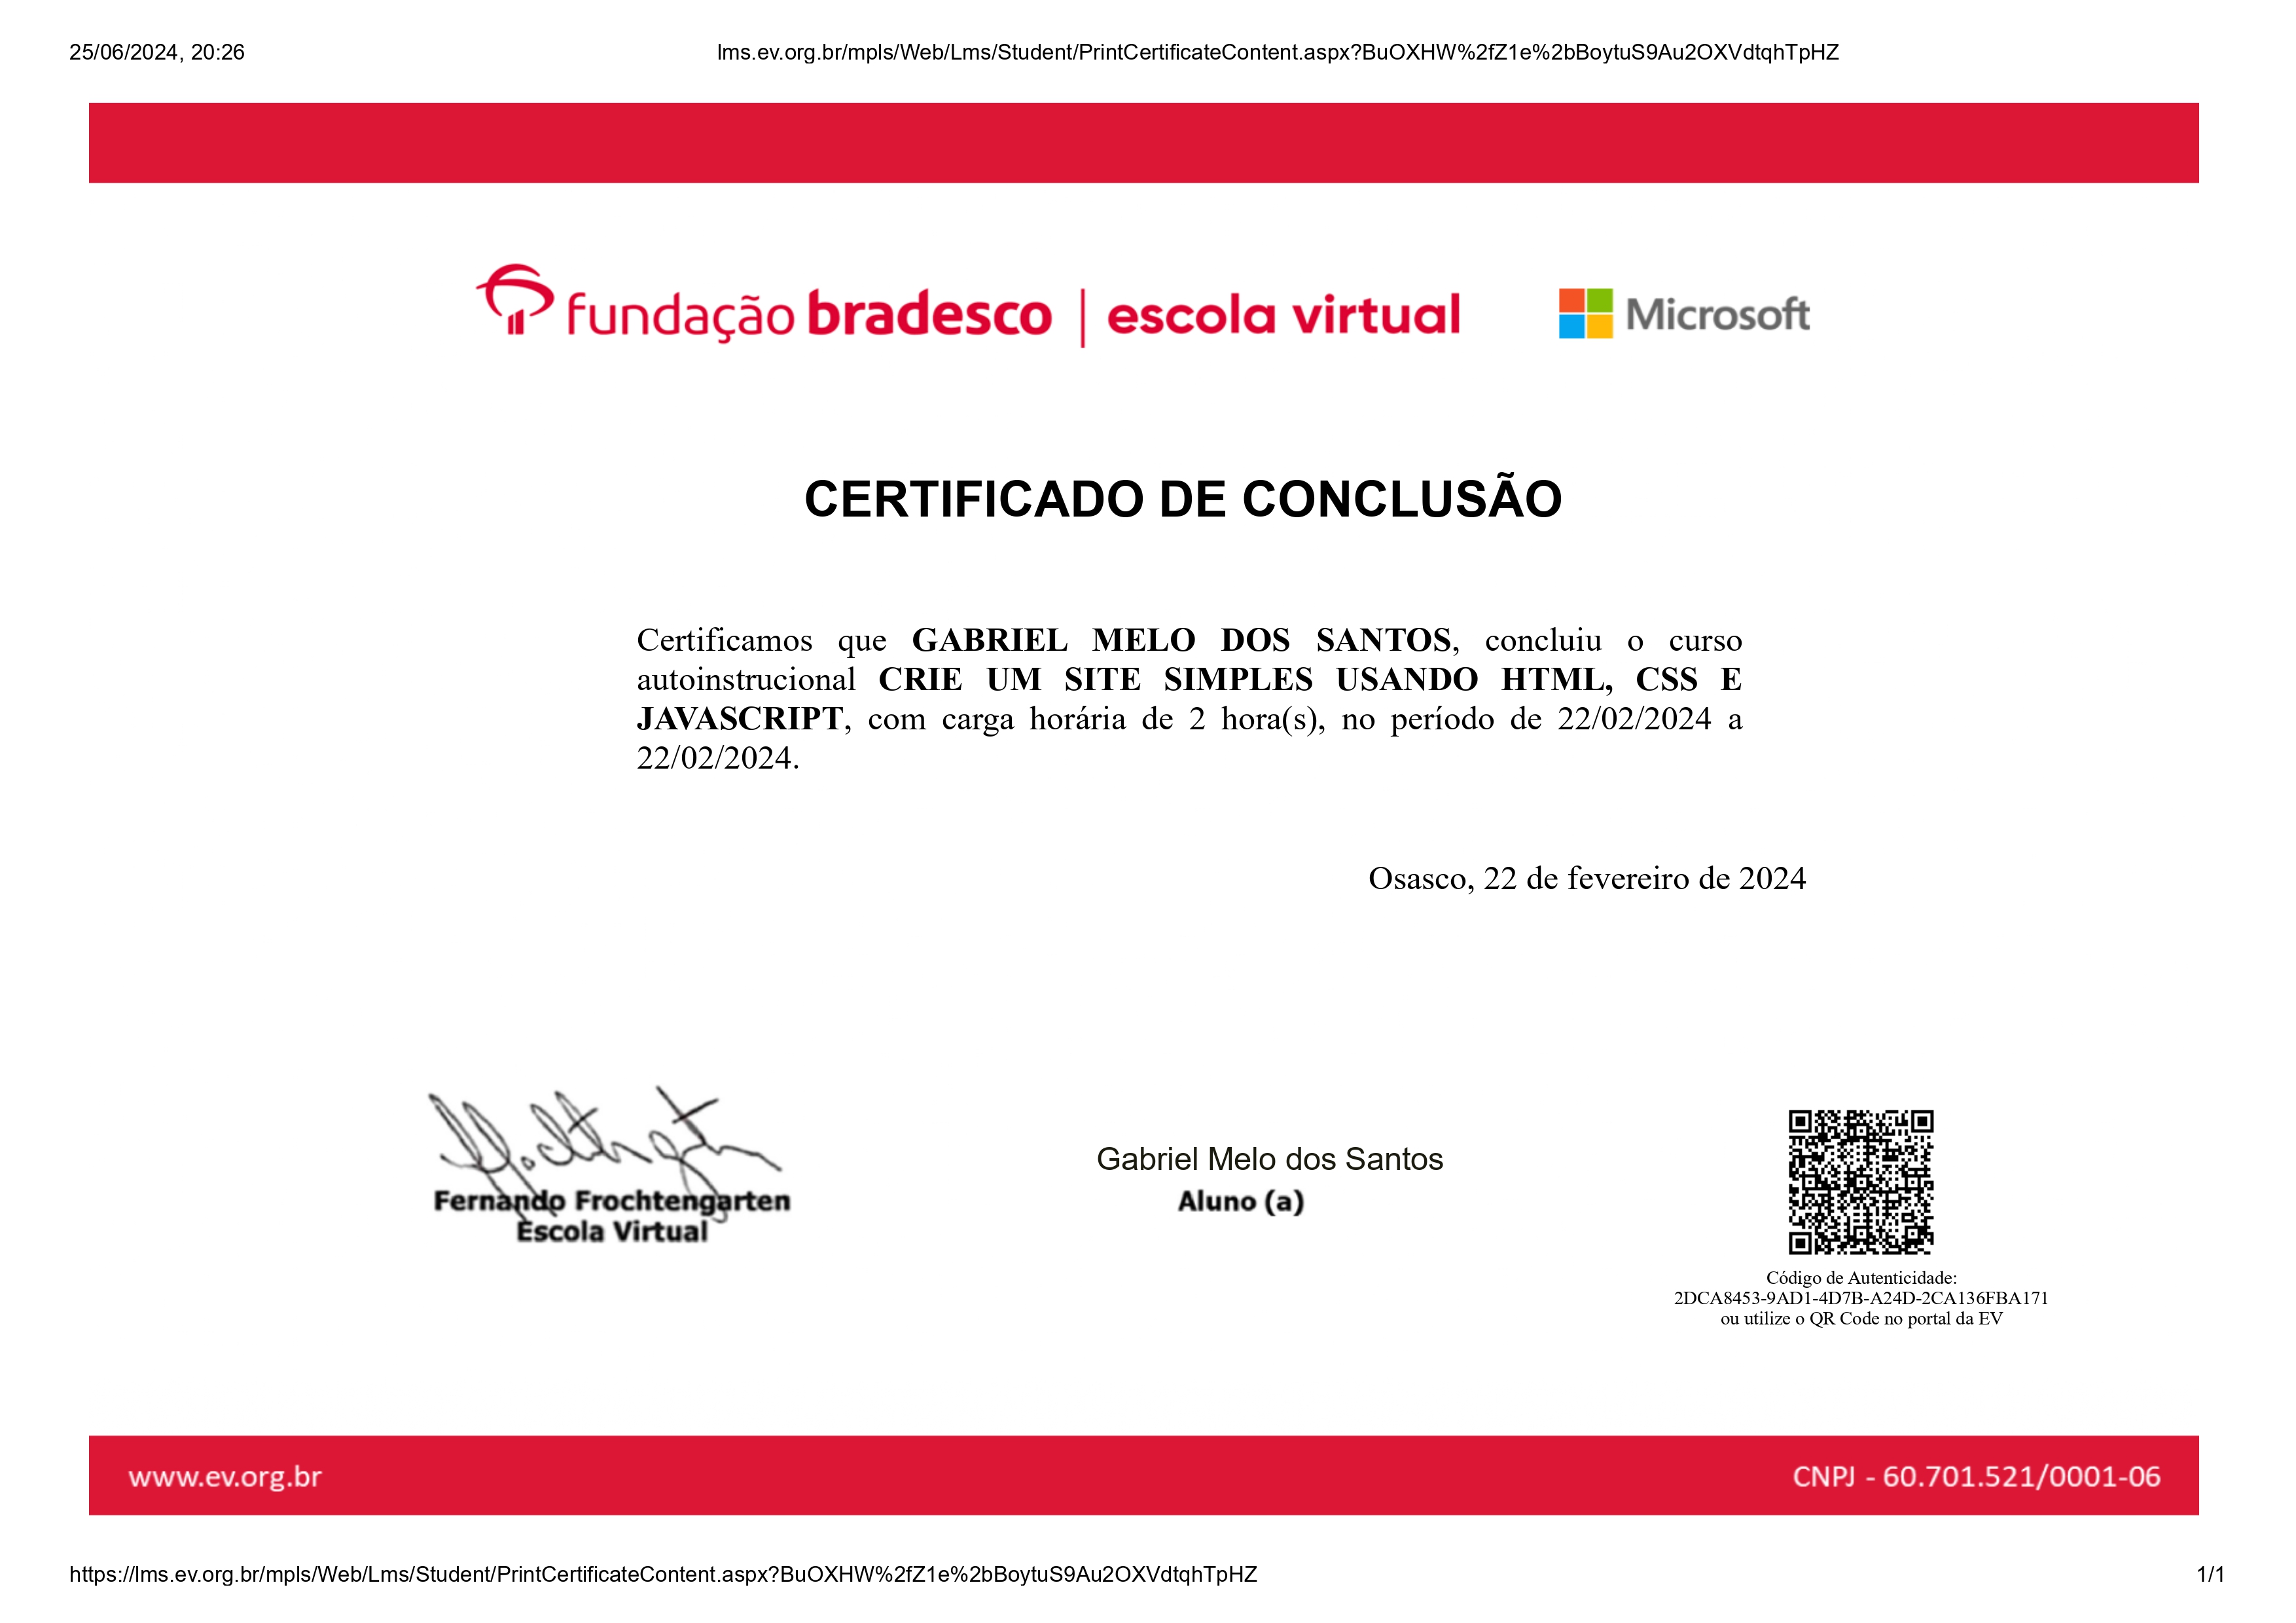 25/06/2024, 20:26
lms.ev.org.br/mpls/Web/Lms/Student/PrintCertificateContent.aspx?BuOXHW%2fZ1e%2bBoytuS9Au2OXVdtqhTpHZ
fundação bradesco | escola virtual
Microsoft
CERTIFICADO DE CONCLUSÃO
Certificamos que GABRIEL MELO DOS SANTOS, concluiu o curso
autoinstrucional CRIE UM SITE SIMPLES USANDO HTML, CSS E
JAVASCRIPT, com carga horária de 2 hora(s), no período de 22/02/2024 a
22/02/2024.
Osasco, 22 de fevereiro de 2024
Fernando Frochtengarten
Escola Virtual
Gabriel Melo dos Santos
Aluno (a)
Código de Autenticidade:
2DCA8453-9AD1-4D7B-A24D-2CA136FBA171
ou utilize o QR Code no portal da EV
www.ev.org.br
CNPJ - 60.701.521/0001-06
https://lms.ev.org.br/mpls/Web/Lms/Student/PrintCertificateContent.aspx?BuOXHW%2fZ1e%2bBoytuS9Au2OXVdtqhTpHZ
1/1